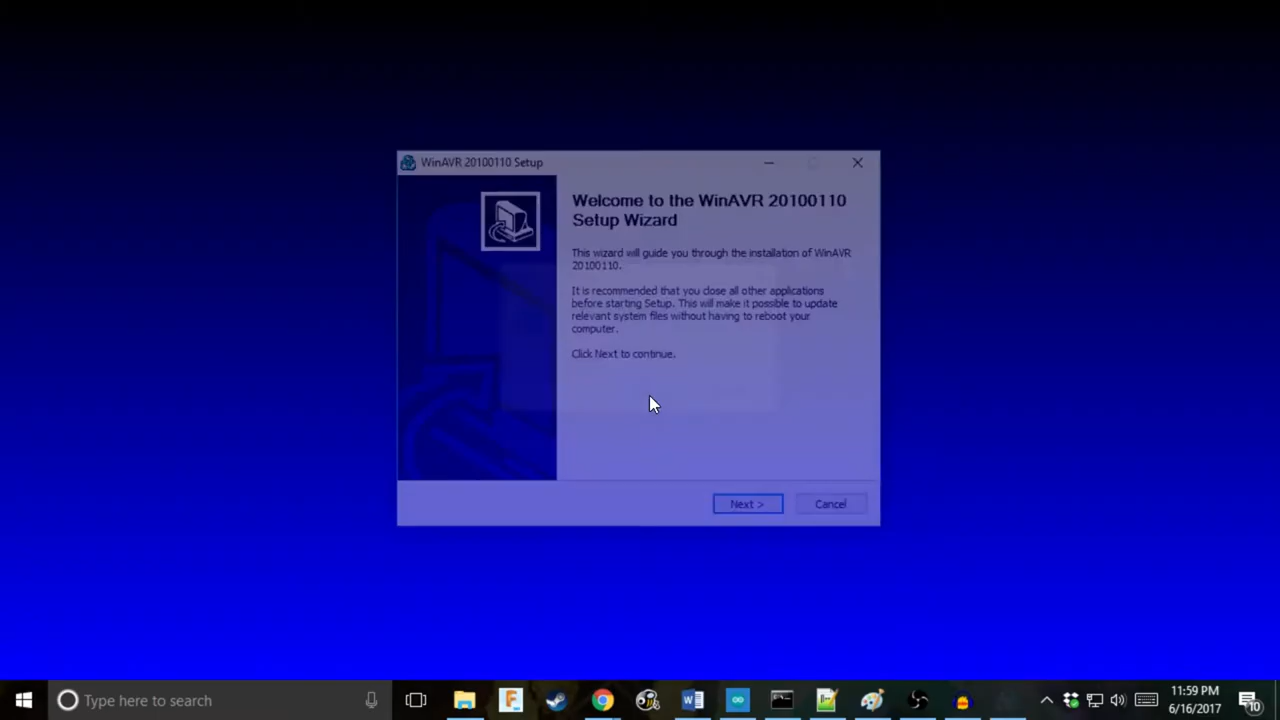 WinAVR 20100110 Setup
Welcome to the WinAVR 20100110
Setup Wizard
This wizard will guide you through the installation of WinAVR
20100110.
It is recommended that you close all other applications
before starting Setup. This will make it possible to update
relevant system files without having to reboot your
computer.
Click Next to continue.
Next >
Cancel
Type here to search
11:59 PM
6/16/2017
10